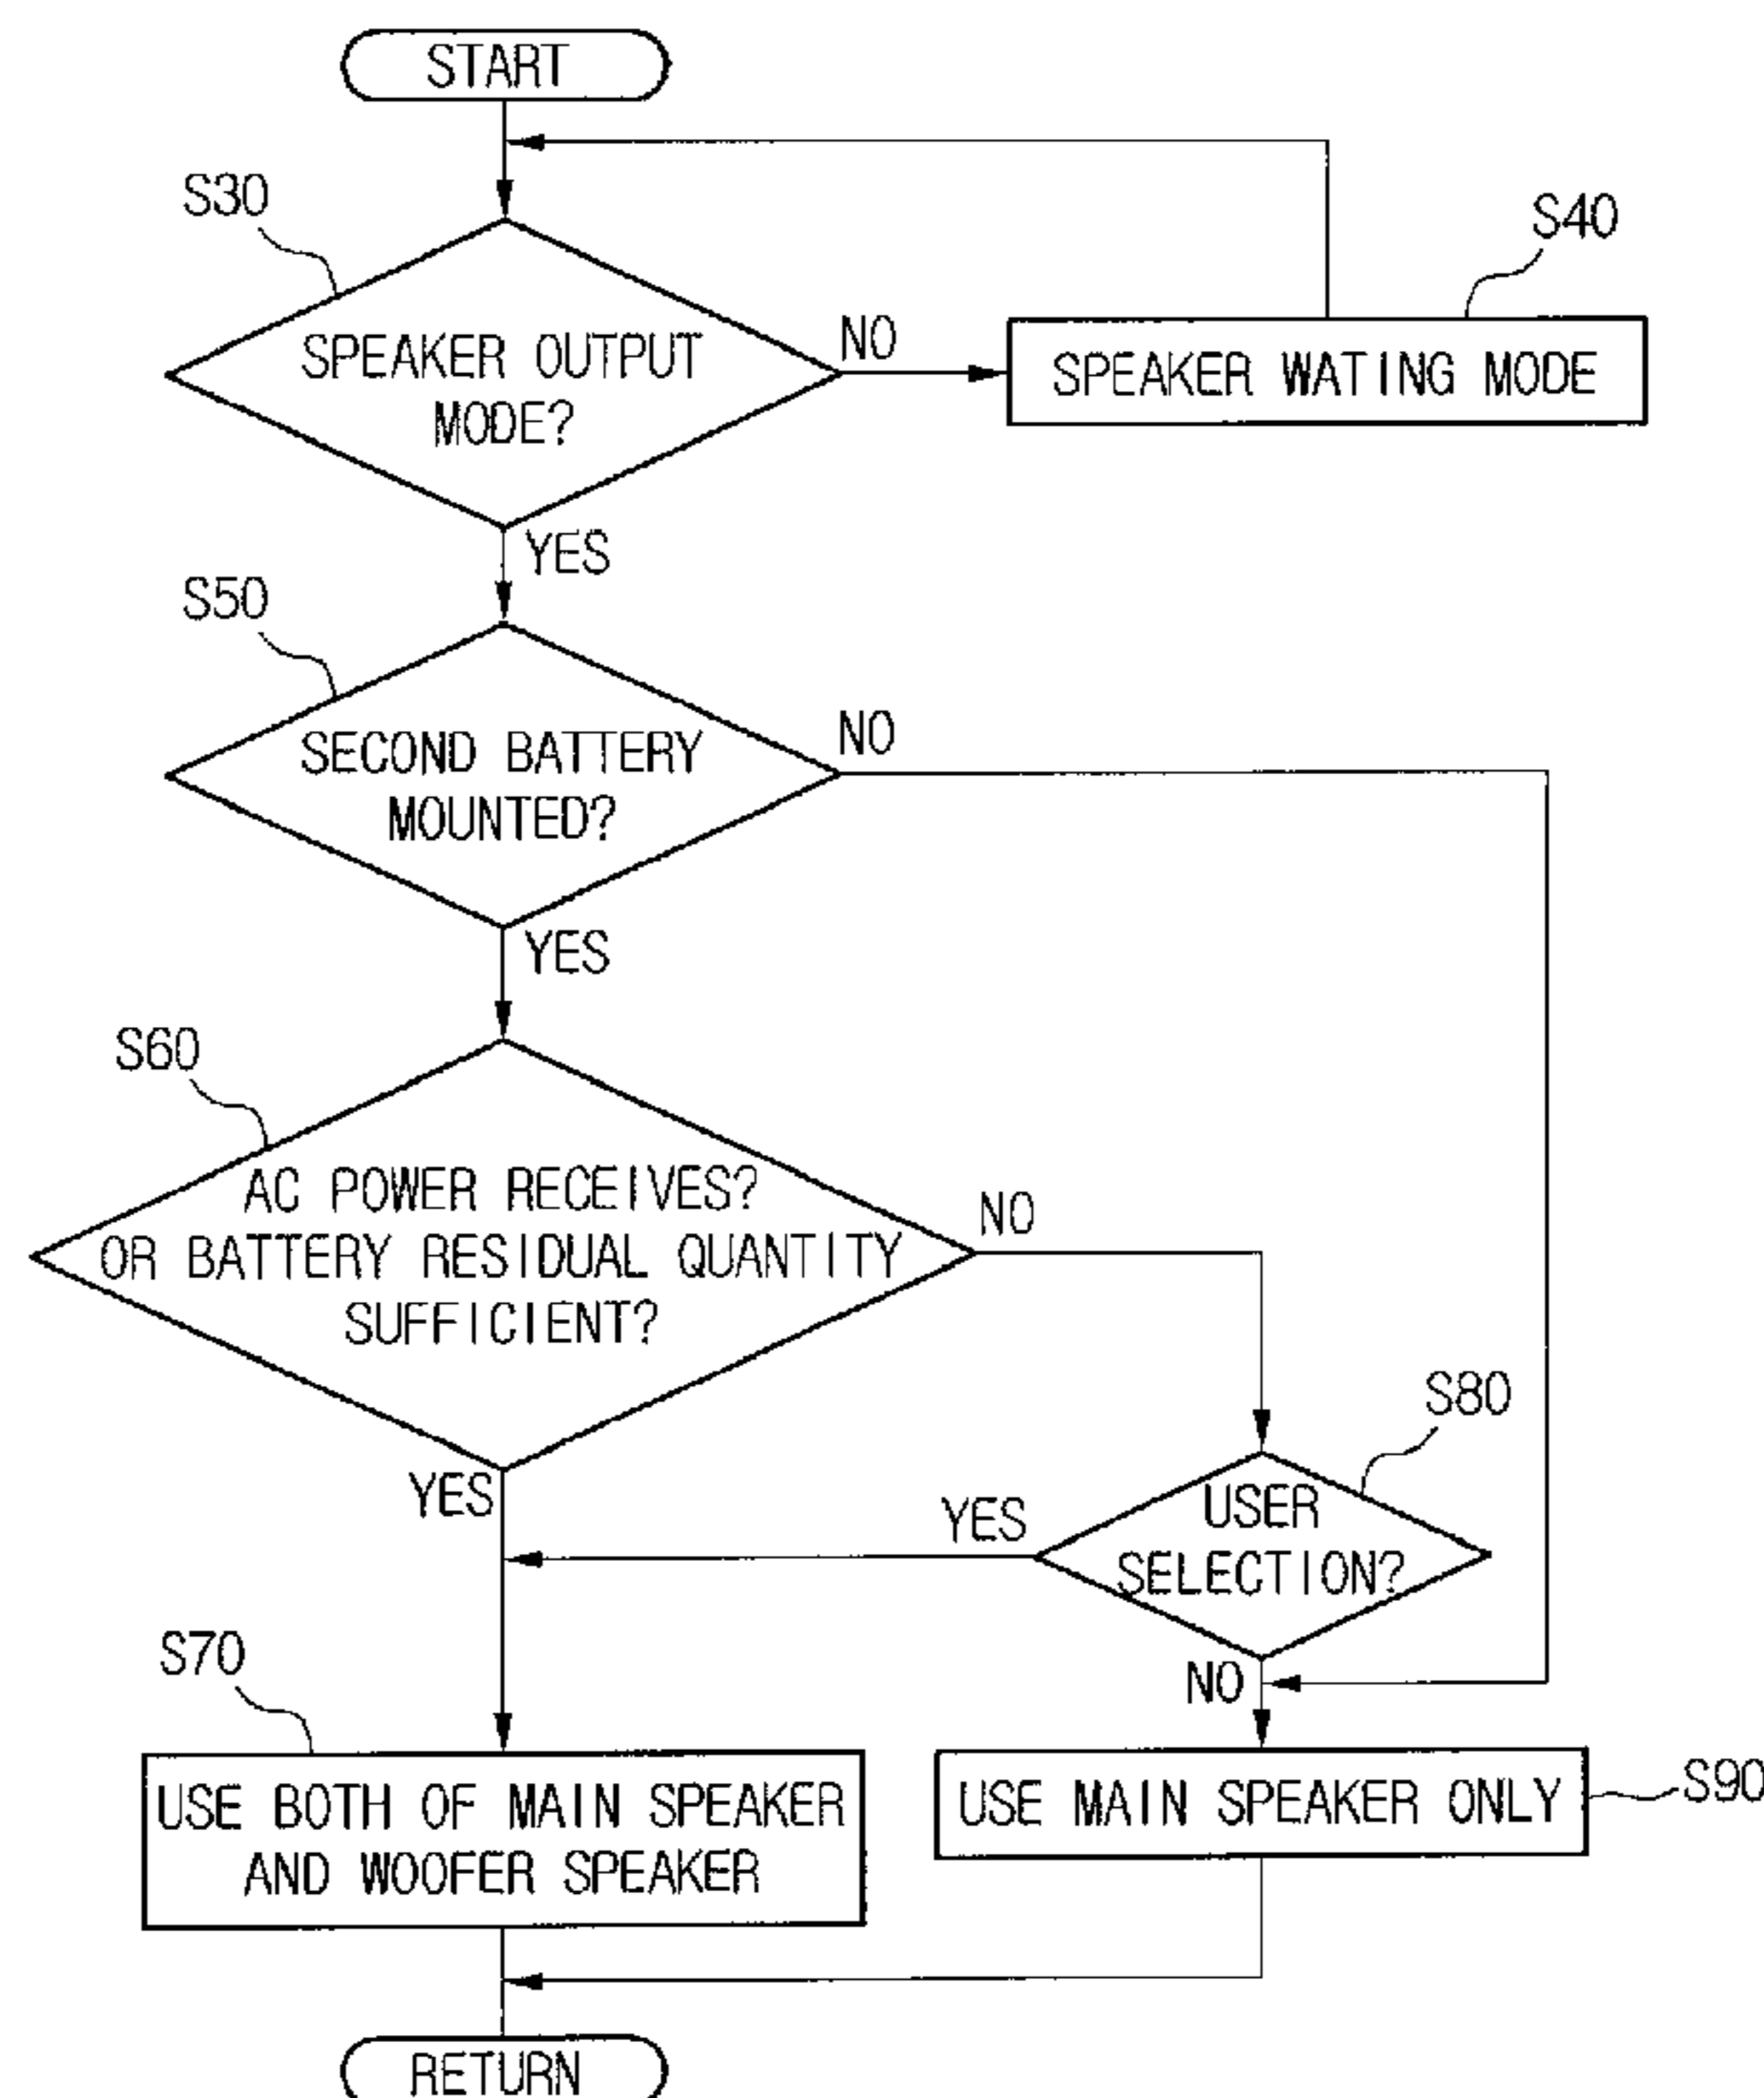 START
S30
S40
SPEAKER OUTPUT
MODE?
NO
SPEAKER WATING MODE
YES
S50
SECOND BATTERY
MOUNTED?
NO
YES
S60
AC POWER RECEIVES?
OR BATTERY RESIDUAL QUANTITY
SUFFICIENT?
NO
YES
S80
USER
SELECTION?
YES
NO
S70
USE BOTH OF MAIN SPEAKER
AND WOOFER SPEAKER
USE MAIN SPEAKER ONLY
S90
RETURN